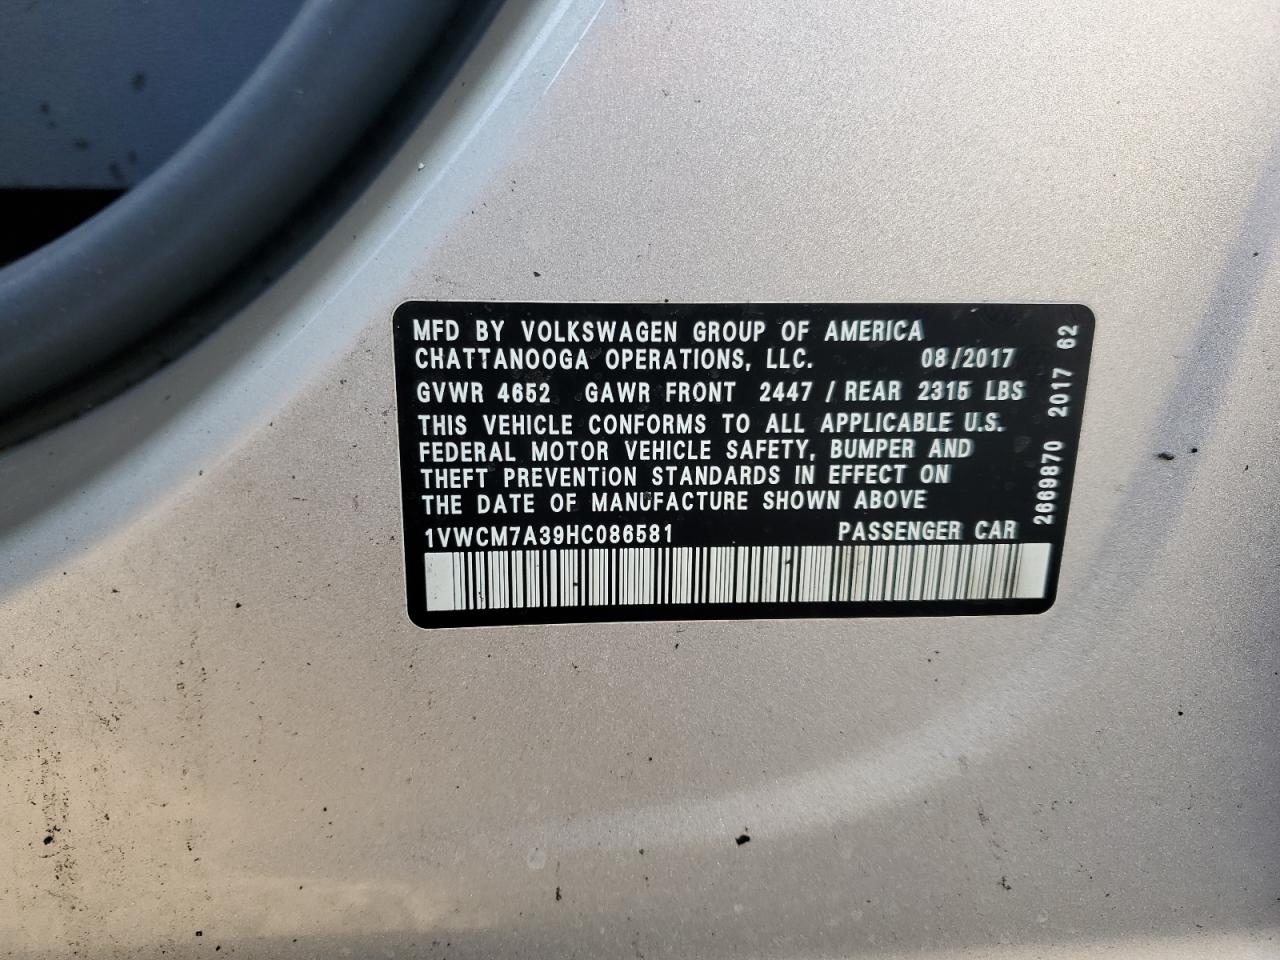 MFD BY VOLKSWAGEN GROUP OF AMERICA
CHATTANOOGA OPERATIONS, LLC. 08/2017
GVWR 4652 GAWR FRONT 2447 / REAR 2315 LBS
THIS VEHICLE CONFORMS TO ALL APPLICABLE U.S.
FEDERAL MOTOR VEHICLE SAFETY, BUMPER AND
THEFT PREVENTION STANDARDS IN EFFECT ON
THE DATE OF MANUFACTURE SHOWN ABOVE
1VWCM7A39HC086581 PASSENGER CAR
2669870 2017 62